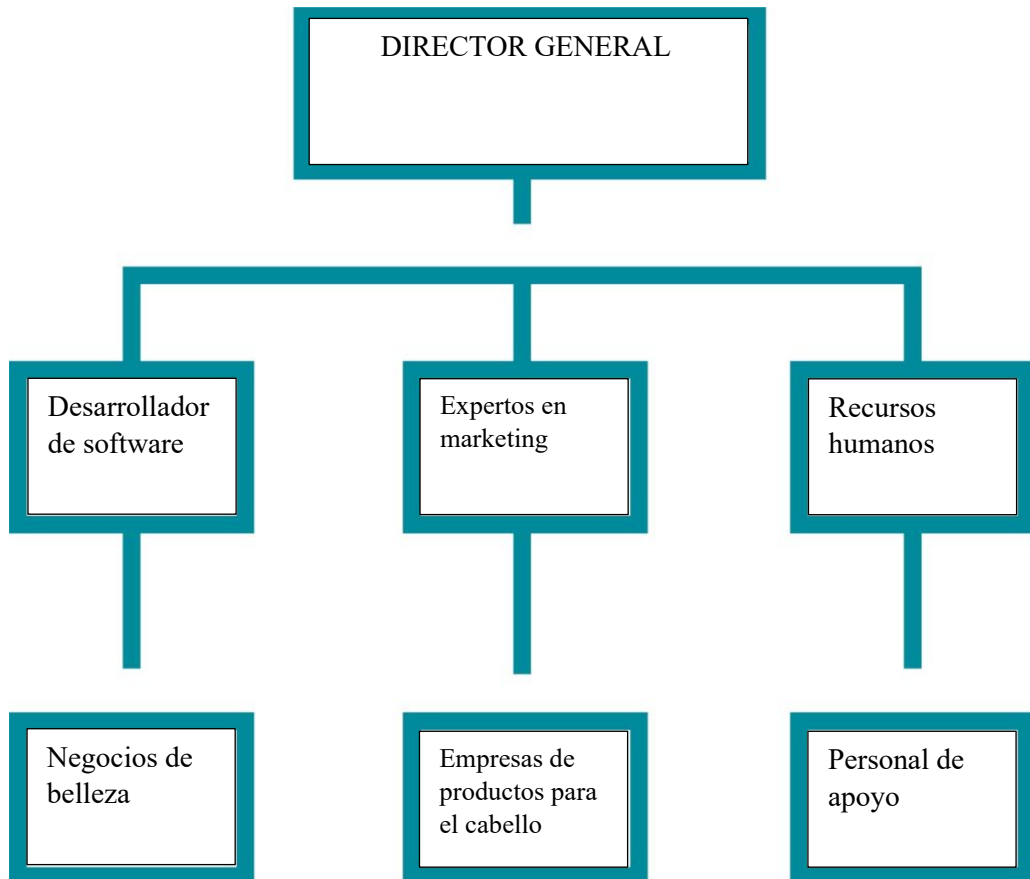 DIRECTOR GENERAL
Desarrollador
de software
Expertos en
marketing
Recursos
humanos
Negocios de
belleza
Empresas de
productos para
el cabello
Personal de
apoyo